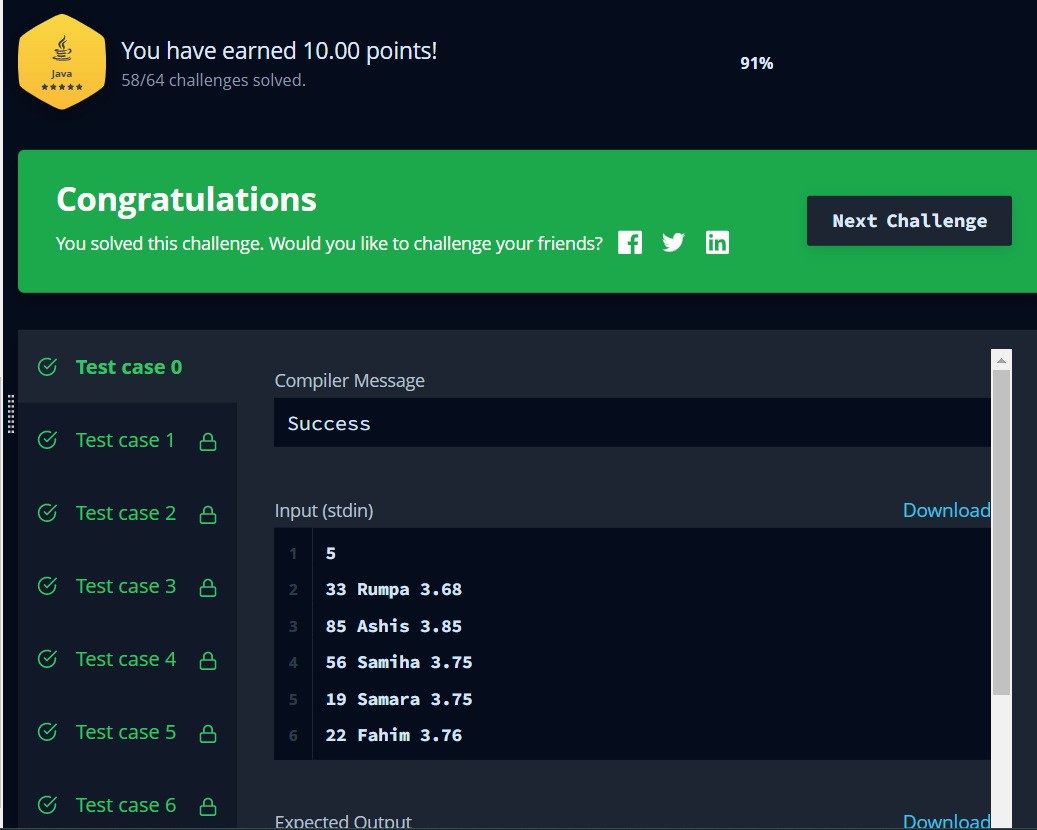 Java
You have earned 10.00 points!
58/64 challenges solved.
91%
Congratulations
You solved this challenge. Would you like to challenge your friends?
Next Challenge
Test case 0
Test case 1
Test case 2
Test case 3
Test case 4
Test case 5
Test case 6
Compiler Message
Success
Input (stdin)
Download
1 5
2 33 Rumpa 3.68
3 85 Ashis 3.85
4 56 Samiha 3.75
5 19 Samara 3.75
6 22 Fahim 3.76
Expected Output
Download